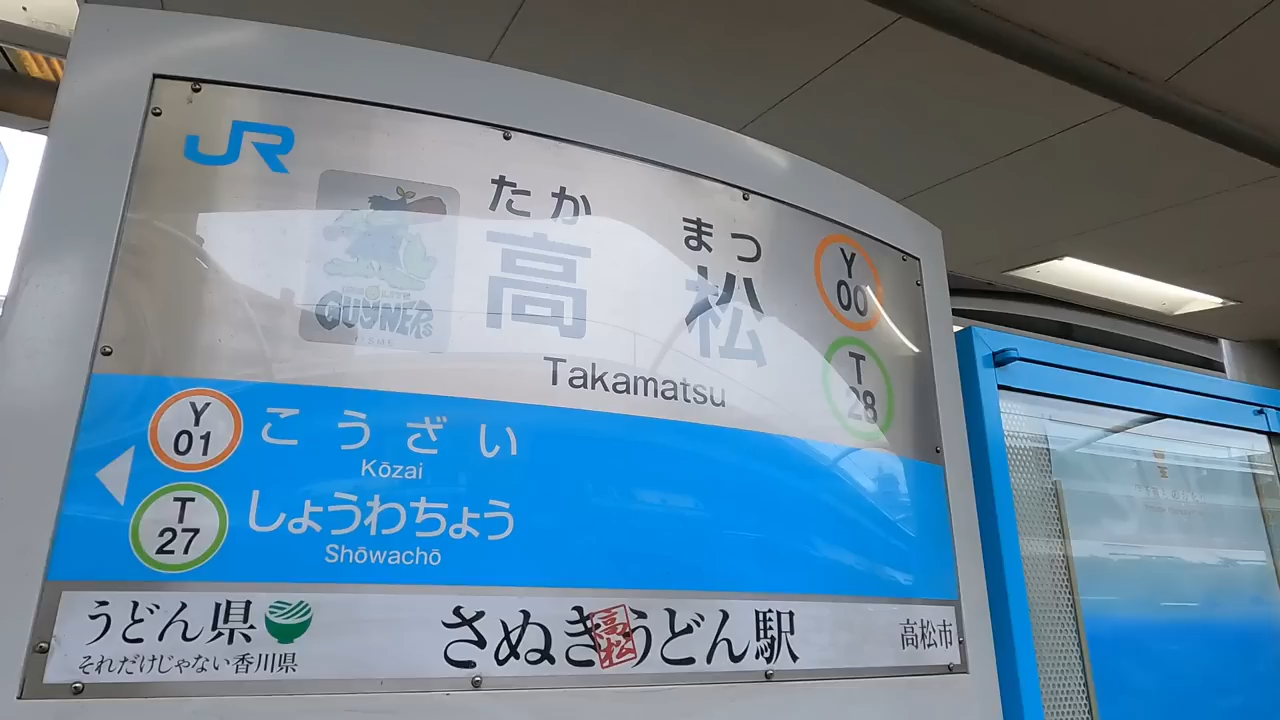 JR
たか まつ
高松
Takamatsu
Y
00
T
28
GUYNERS
Y
01
こうざい
Kōzai
T
27
しょうわちょう
Shōwachō
うどん県
それだけじゃない香川県
さぬきうどん駅
高松
高松市